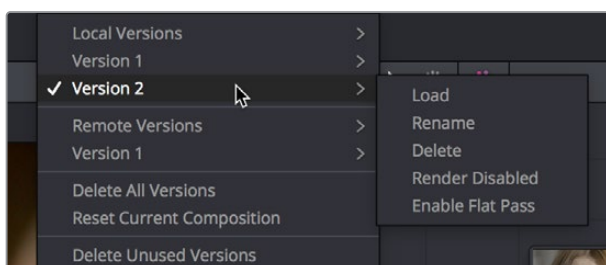 Local Versions
Version 1
Version 2
Remote Versions
Version 1
Delete All Versions
Reset Current Composition
Delete Unused Versions
Load
Rename
Delete
Render Disabled
Enable Flat Pass